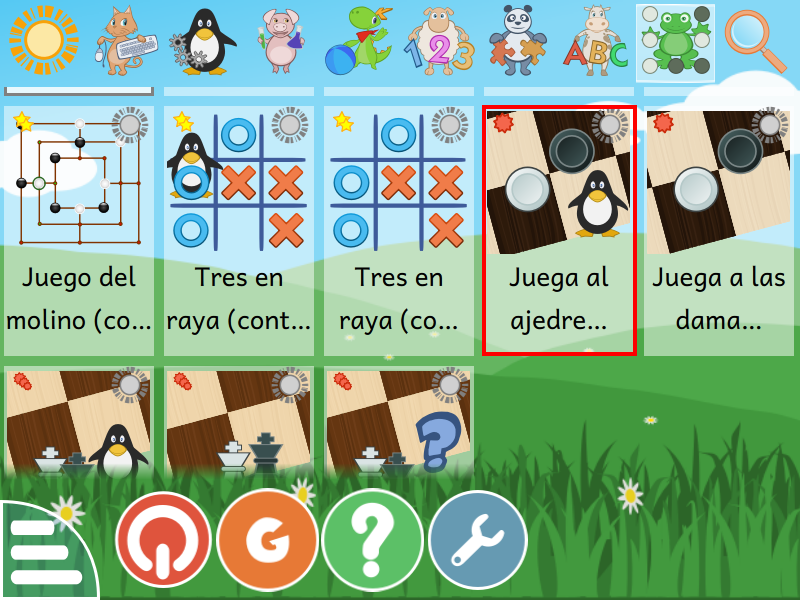 123
ABC
Juego del
molino (co...
Tres en
raya (cont...
Tres en
raya (co...
Juega al
ajedre...
Juega a las
dama...
?
G
?